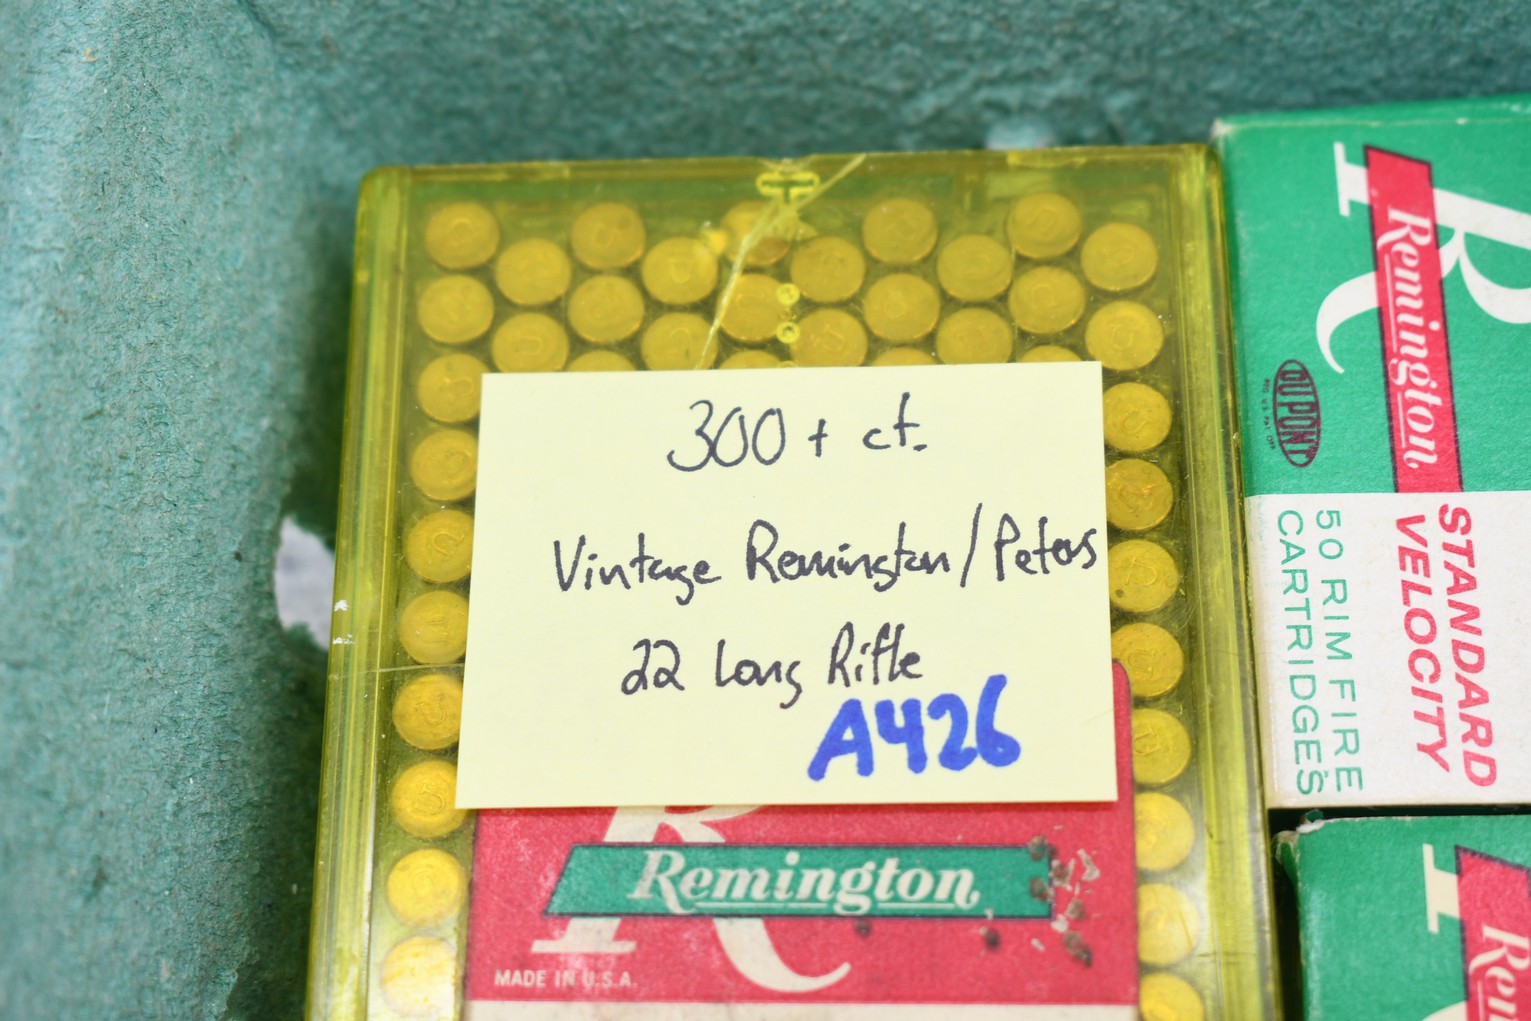 300 + ct.
Vintage Remington/Peters
22 Long Rifle
A426
Remington
MADE IN U.S.A.
R
Remington
DUPONT
STANDARD
VELOCITY
50 RIM FIRE
CARTRIDGES